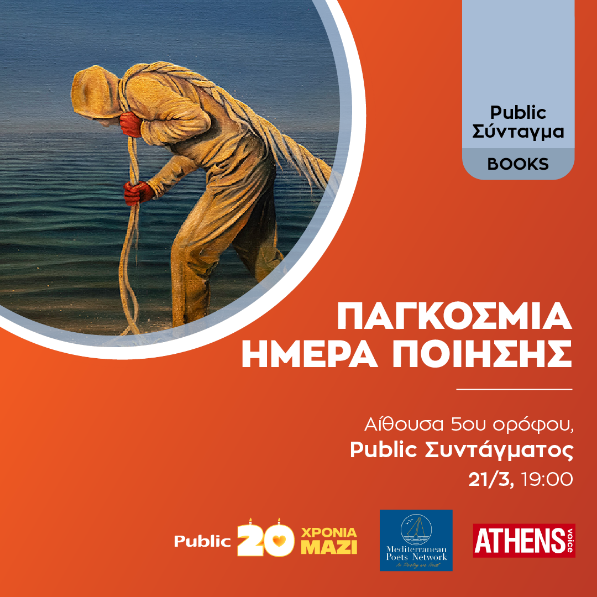 Public
Σύνταγμα
BOOKS
ΠΑΓΚΟΣΜΙΑ
ΗΜΕΡΑ ΠΟΙΗΣΗΣ
Αίθουσα 5ου ορόφου,
Public Συντάγματος
21/3, 19:00
Public 20 ΧΡΟΝΙΑ
ΜΑΖΙ
Mediterranean
Poets Network
ATHENS
voice